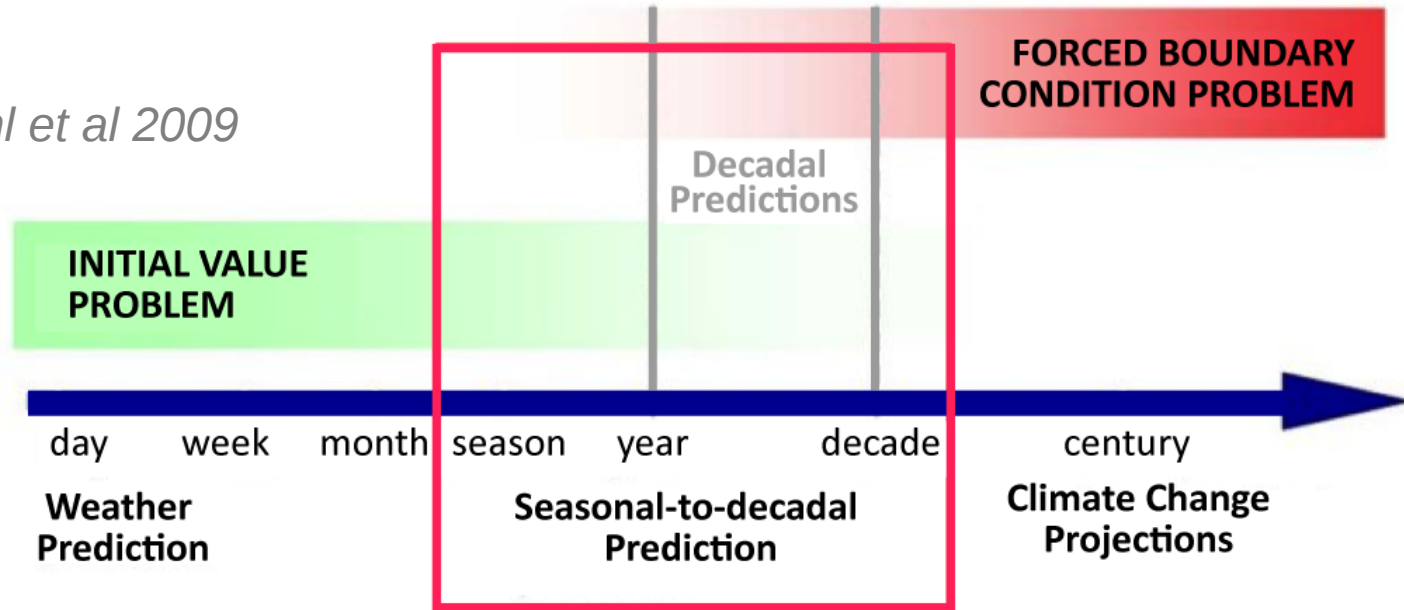 FORCED BOUNDARY
CONDITION PROBLEM
et al 2009
Decadal
Predictions
INITIAL VALUE
PROBLEM
day week month season year decade century
Weather
Prediction
Seasonal-to-decadal
Prediction
Climate Change
Projections